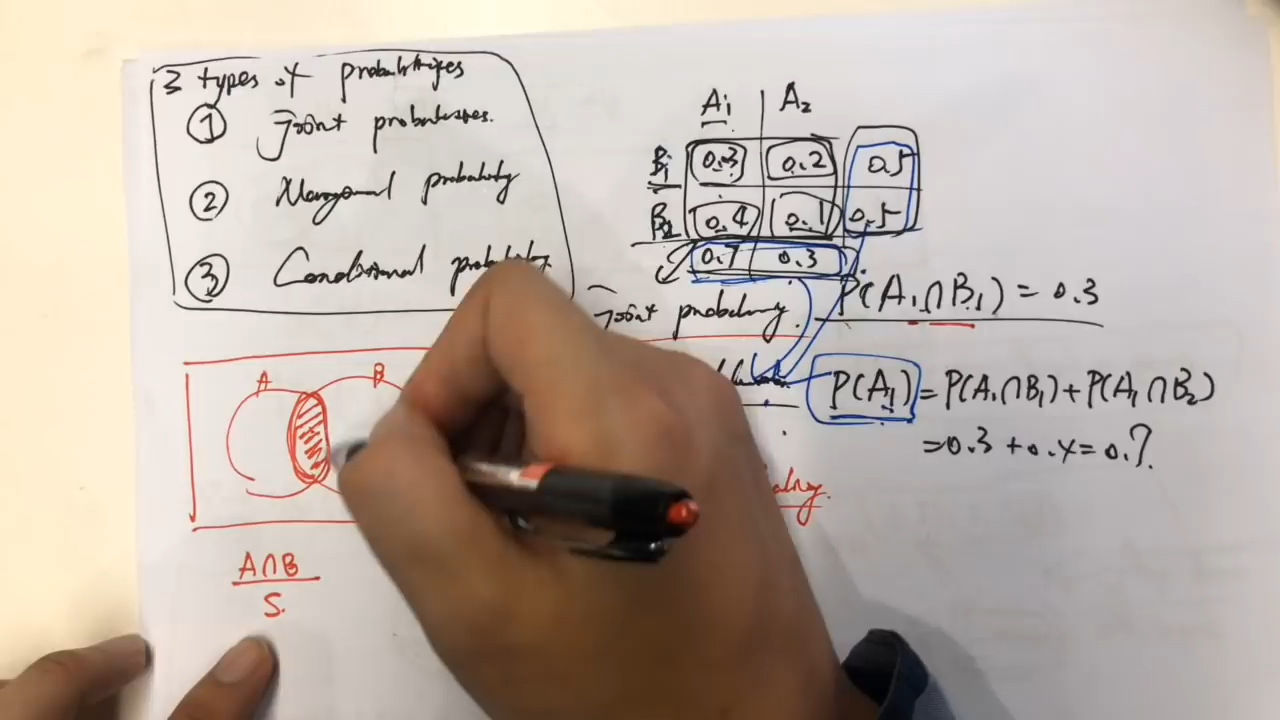 3 types of probabilities
① Joint probabilities.
② Marginal probability
③ Conditional probability
A1 A2
B1 0.3 0.2 0.5
B2 0.4 0.1 0.5
0.7 0.3
Joint probability. P(A1∩B1) = 0.3
P(A1) = P(A1∩B1) + P(A1∩B2)
=0.3 + 0.4 = 0.7.
A B
A∩B
S.